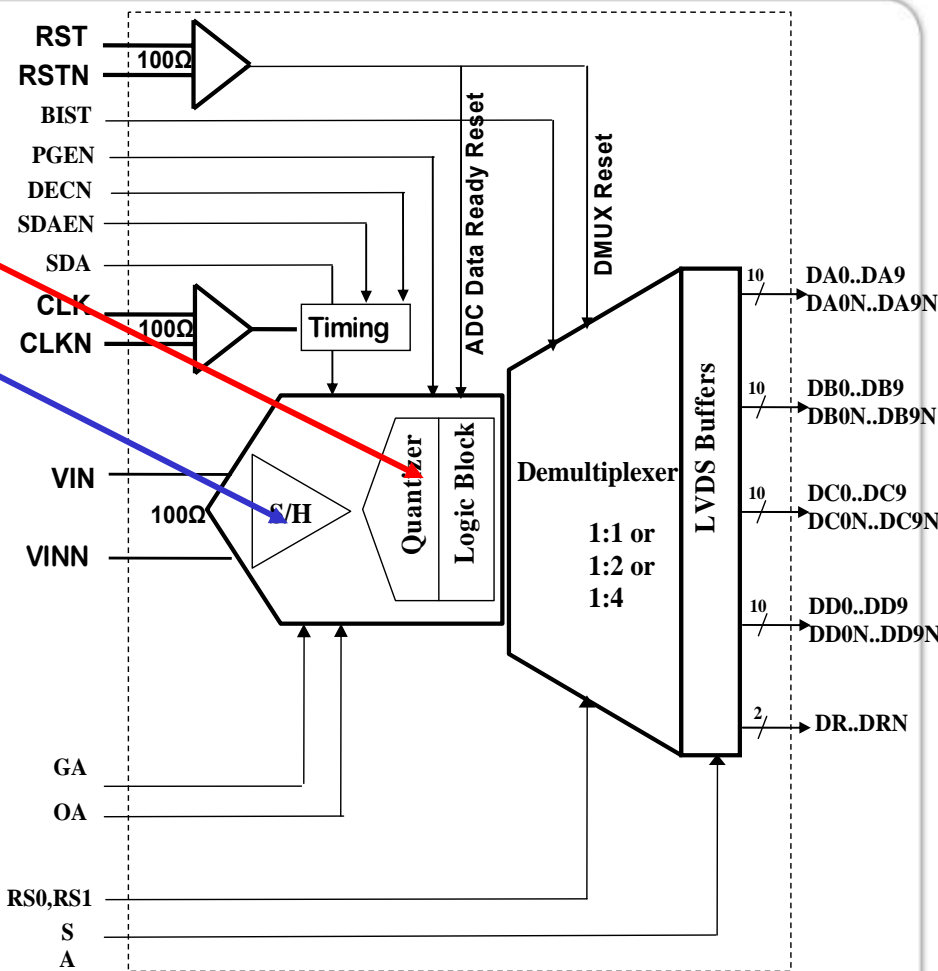 RST
100Ω
RSTN
BIST
PGEN
DECN
SDAEN
SDA
CLK
100Ω
CLKN
Timing
ADC Data Ready Reset
DMUX Reset
VIN
100Ω
VINN
S/H
Quantizer
Logic Block
Demultiplexer
1:1 or
1:2 or
1:4
LVDS Buffers
10
DA0..DA9
DA0N..DA9N
10
DB0..DB9
DB0N..DB9N
10
DC0..DC9
DC0N..DC9N
10
DD0..DD9
DD0N..DD9N
2
DR..DRN
GA
OA
RS0,RS1
S
A